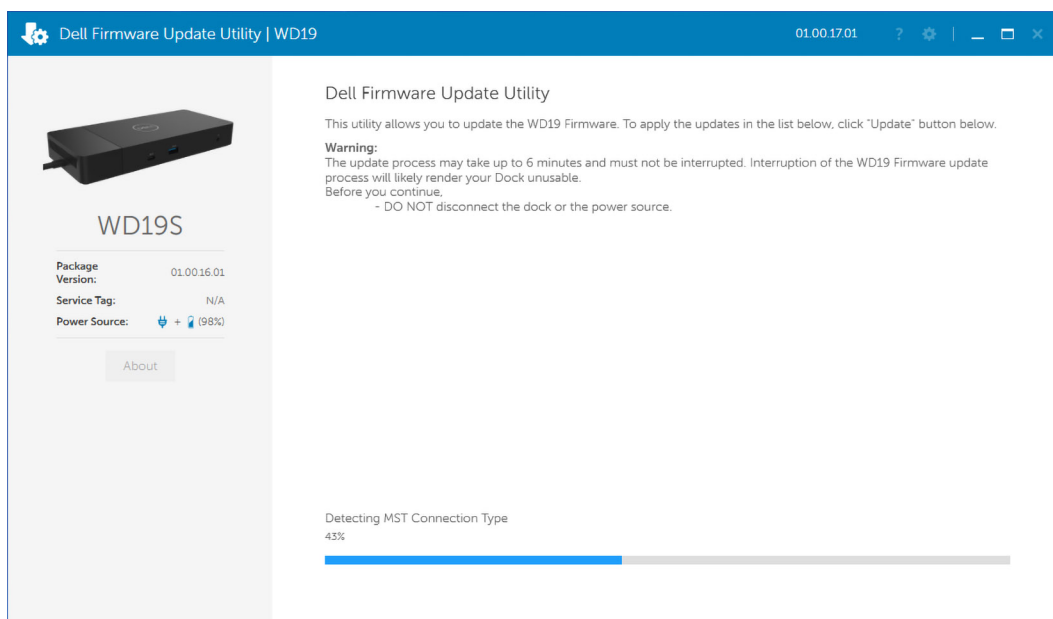 Dell Firmware Update Utility | WD19
01.00.17.01
?
Dell Firmware Update Utility
This utility allows you to update the WD19 Firmware. To apply the updates in the list below, click "Update" button below.
Warning:
The update process may take up to 6 minutes and must not be interrupted. Interruption of the WD19 Firmware update
process will likely render your Dock unusable.
Before you continue,
- DO NOT disconnect the dock or the power source.
WD19S
Package
Version:
01.00.16.01
Service Tag: N/A
Power Source: + (98%)
About
Detecting MST Connection Type
43%